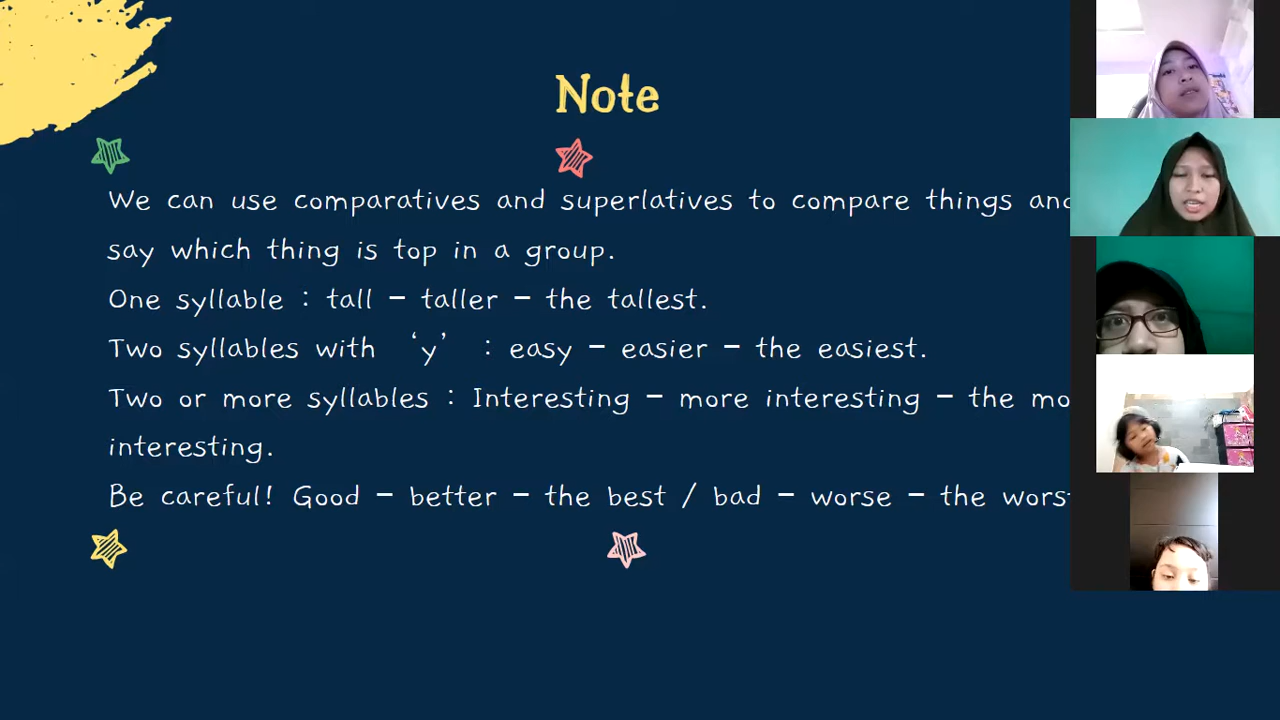 Note
We can use comparatives and superlatives to compare things and
say which thing is top in a group.
One syllable : tall – taller – the tallest.
Two syllables with ‘y’ : easy – easier – the easiest.
Two or more syllables : Interesting – more interesting – the
interesting.
Be careful! Good – better – the best / bad – worse – the worst